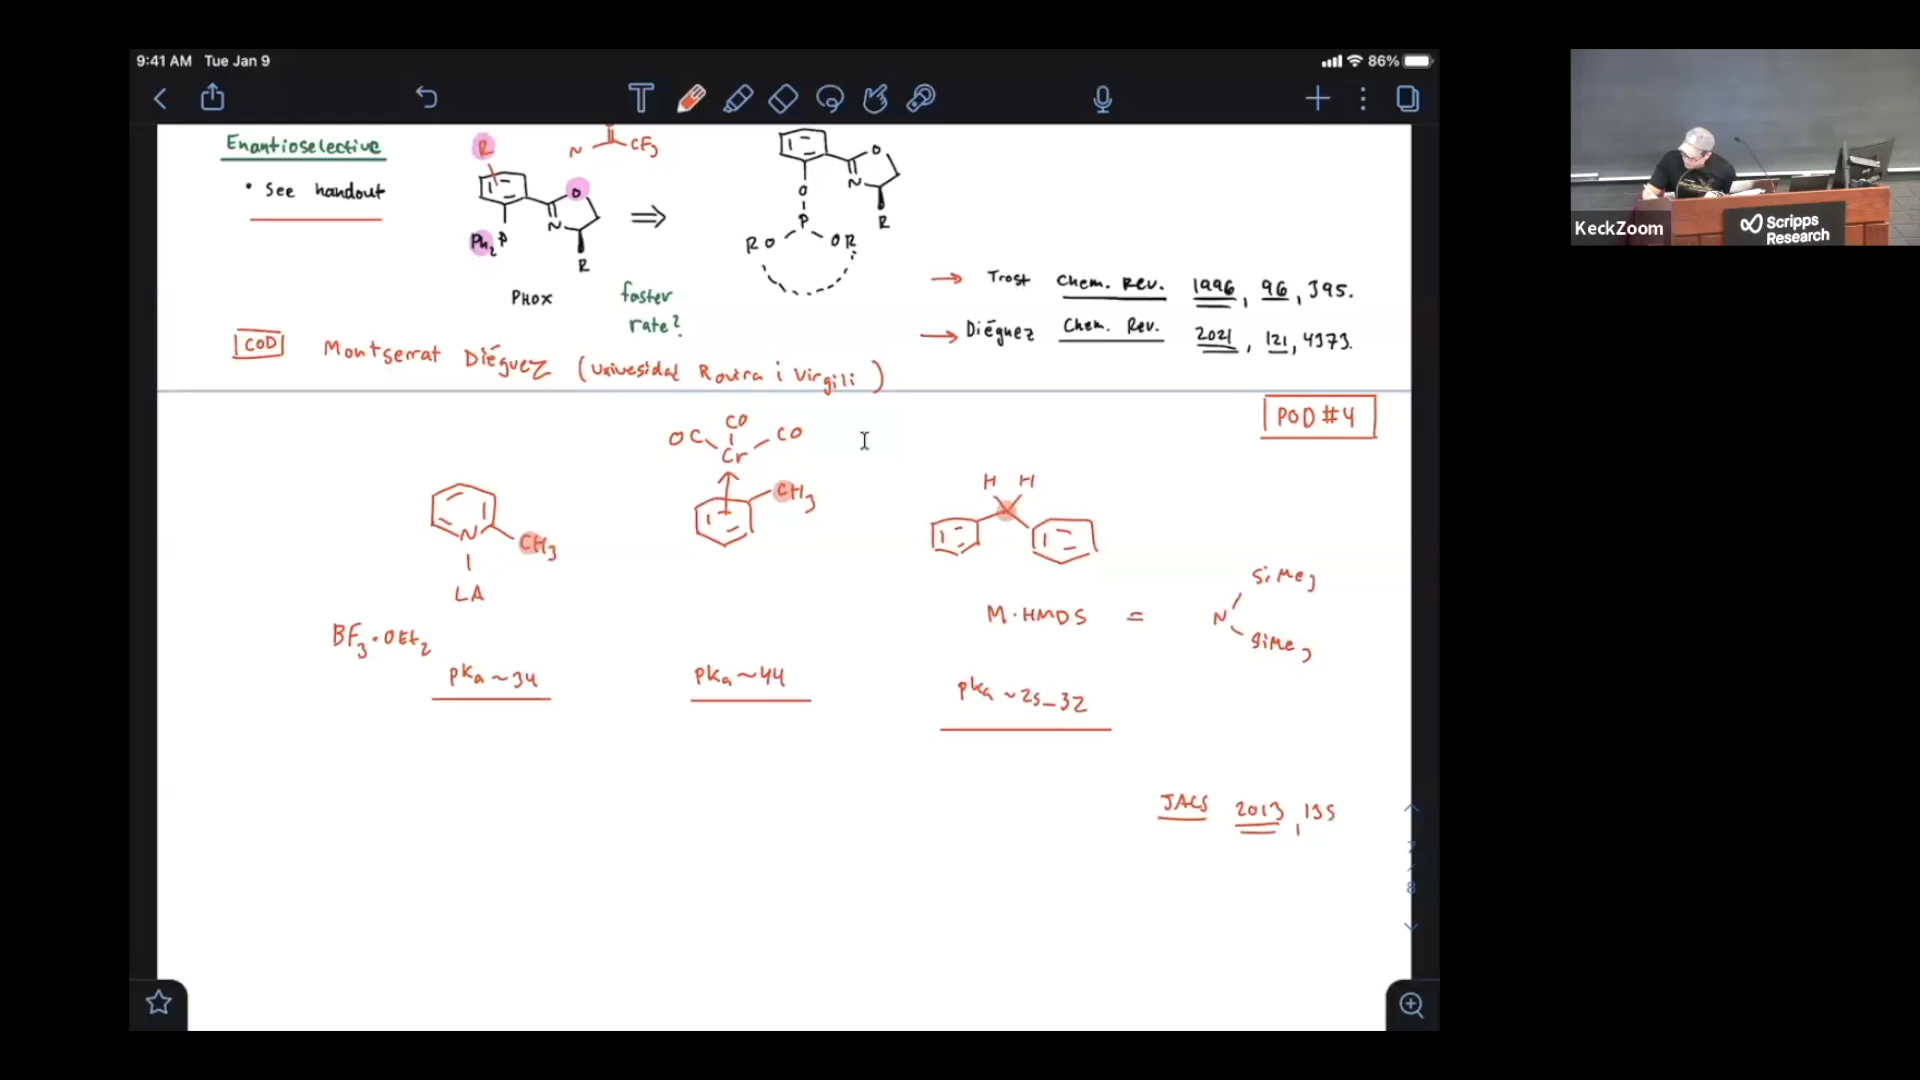 9:41 AM Tue Jan 9
86%
Enantioselective
• See handout
R
N
CF3
O
N
Ph2P
R
PHOX
faster
rate?
O
N
R
O
P
RO
OR
→ Trost Chem. Rev. 1996, 96, 395.
→ Diéguez Chem. Rev. 2021, 121, 4373.
COD Montserrat Diéguez (Univesidat Rovira i Virgili)
POD #4
CO
OC
CO
Cr
CH3
N
CH3
LA
H H
BF3·OEt2
M·HMDS = N
SiMe3
SiMe3
pKa ~34
pKa ~44
pKa ~25-32
JACS 2013, 135
7
8
KeckZoom
Scripps
Research